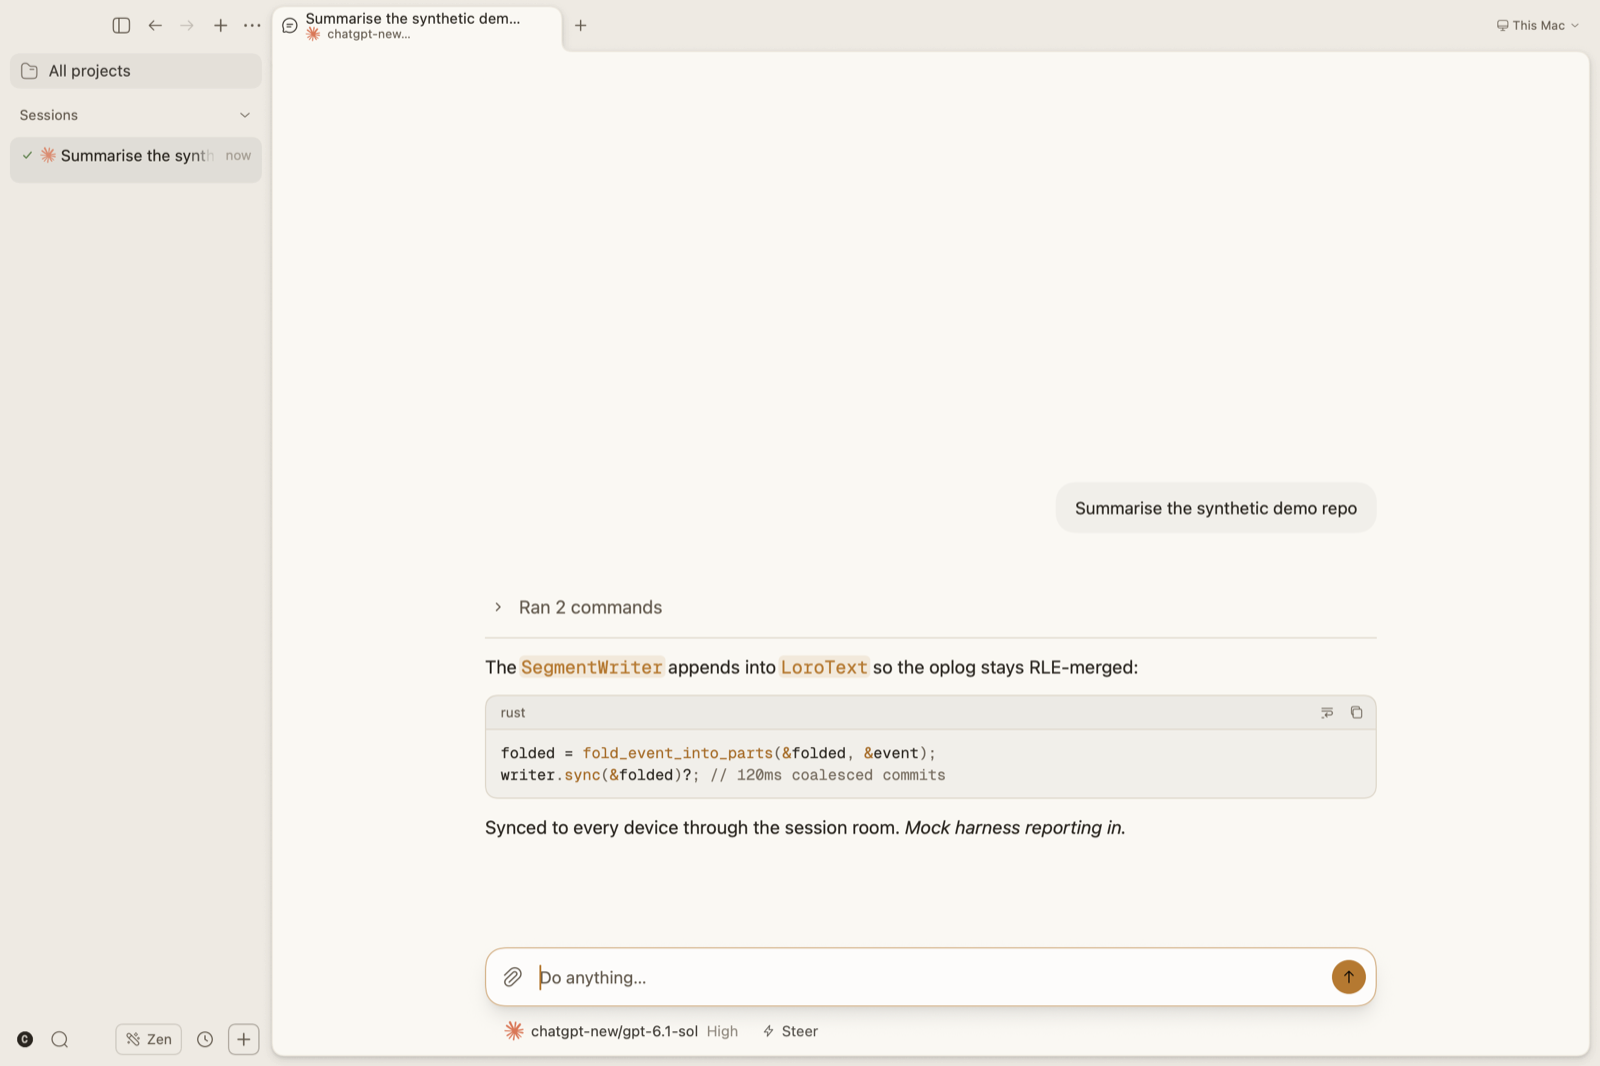 Summarise the synthetic dem...
chatgpt-new...
This Mac
All projects
Sessions
Summarise the synth now
Summarise the synthetic demo repo
Ran 2 commands
The SegmentWriter appends into LoroText so the oplog stays RLE-merged:
rust
folded = fold_event_into_parts(&folded, &event);
writer.sync(&folded)?; // 120ms coalesced commits
Synced to every device through the session room. Mock harness reporting in.
Do anything...
chatgpt-new/gpt-6.1-sol High Steer
C
Zen